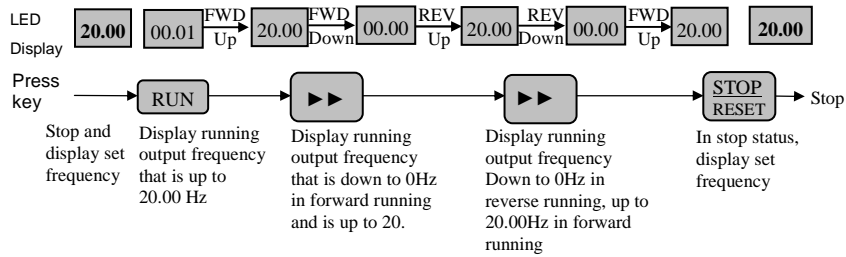 LED
Display
20.00 00.01 FWD Up 20.00 FWD Down 00.00 REV Up 20.00 REV Down 00.00 FWD Up 20.00 20.00
Press
key
RUN ►► ►► STOP RESET Stop
Stop and
display set
frequency
Display running
output frequency
that is up to
20.00 Hz
Display running
output frequency
that is down to 0Hz
in forward running
and is up to 20.
Display running
output frequency
Down to 0Hz in
reverse running, up to
20.00Hz in forward
running
In stop status,
display set
frequency